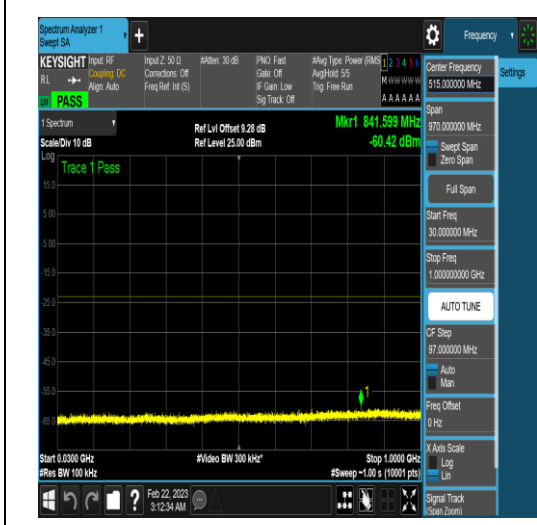 Spectrum Analyzer 1
Swept SA
+
Frequency
KEYSIGHT
RL
Input: RF
Coupling: DC
Align: Auto
Input Z: 50 Ω
Corrections: Off
Freq Ref: Int (S)
#Atten: 30 dB
PNO: Fast
Gate: Off
IF Gain: Low
Sig Track: Off
#Avg Type: Power (RMS
Avg|Hold: 5/5
Trig: Free Run
1 2 3 4 5 6
M W W W W W
A A A A A A
PASS
1 Spectrum
Scale/Div 10 dB
Ref Lvl Offset 9.28 dB
Ref Level 25.00 dBm
Mkr1 841.599 MHz
-60.42 dBm
Log
Trace 1 Pass
15.0
5.00
-5.00
-15.0
-25.0
-35.0
-45.0
-55.0
-65.0
1
Start 0.0300 GHz
#Res BW 100 kHz
#Video BW 300 kHz*
Stop 1.0000 GHz
#Sweep ~1.00 s (10001 pts)
Feb 22, 2023
3:12:34 AM
?
Center Frequency
515.000000 MHz
Settings
Span
970.000000 MHz
Swept Span
Zero Span
Full Span
Start Freq
30.000000 MHz
Stop Freq
1.000000000 GHz
AUTO TUNE
CF Step
97.000000 MHz
Auto
Man
Freq Offset
0 Hz
X Axis Scale
Log
Lin
Signal Track
(Span Zoom)